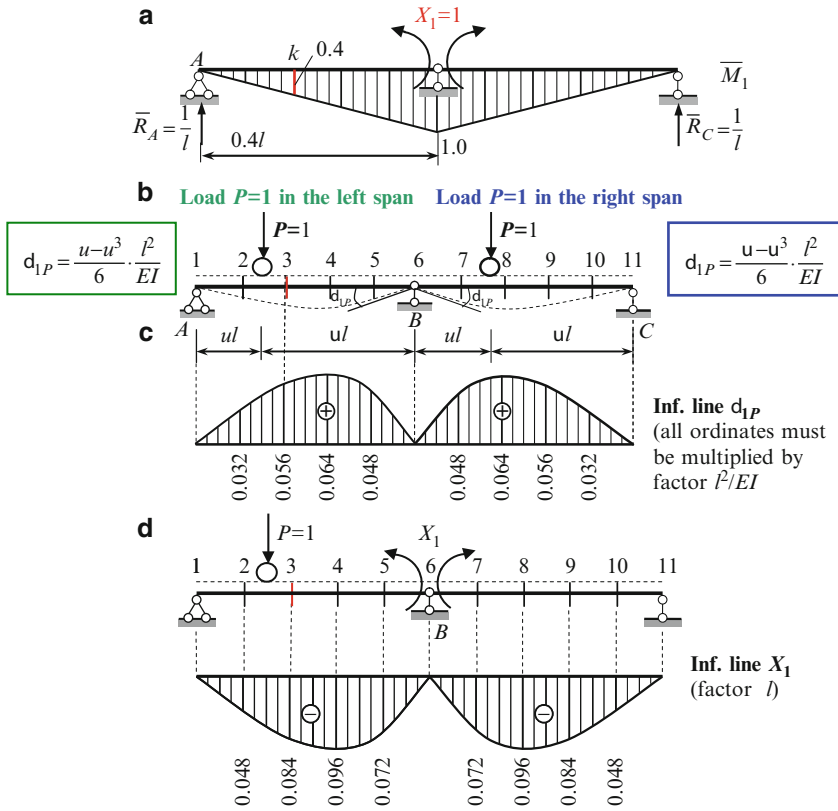 a
X₁=1
A
k
0.4
M̅₁
R̅_A = 1/l
0.4l
1.0
R̅_C = 1/l
b
Load P=1 in the left span
Load P=1 in the right span
P=1
P=1
d₁P = (u−u³)/6 · l²/EI
1 2 3 4 5 6 7 8 9 10 11
d₁P = (u−u³)/6 · l²/EI
d₁P
d₁P
A
B
C
c
ul
ul
ul
ul
+
+
Inf. line d₁P
(all ordinates must
be multiplied by
factor l²/EI
0.032 0.056 0.064 0.048 0.048 0.064 0.056 0.032
d
P=1
X₁
1 2 3 4 5 6 7 8 9 10 11
B
Inf. line X₁
(factor l)
−
−
0.048 0.084 0.096 0.072 0.072 0.096 0.084 0.048